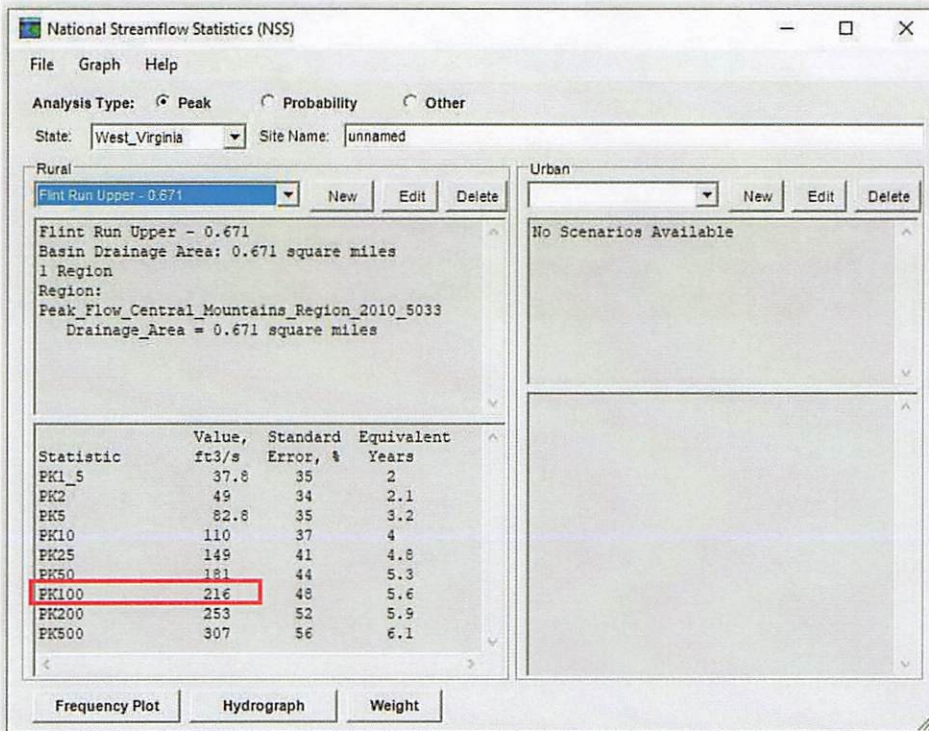 National Streamflow Statistics (NSS)
File Graph Help
Analysis Type: Peak Probability Other
State: West_Virginia Site Name: unnamed
Rural
Flint Run Upper - 0.671 New Edit Delete
Flint Run Upper - 0.671
Basin Drainage Area: 0.671 square miles
1 Region
Region:
Peak_Flow_Central_Mountains_Region_2010_5033
Drainage_Area = 0.671 square miles
Value, Standard Equivalent
Statistic ft3/s Error, % Years
PK1_5 37.8 35 2
PK2 49 34 2.1
PK5 82.8 35 3.2
PK10 110 37 4
PK25 149 41 4.8
PK50 181 44 5.3
PK100 216 48 5.6
PK200 253 52 5.9
PK500 307 56 6.1
Urban
New Edit Delete
No Scenarios Available
Frequency Plot Hydrograph Weight